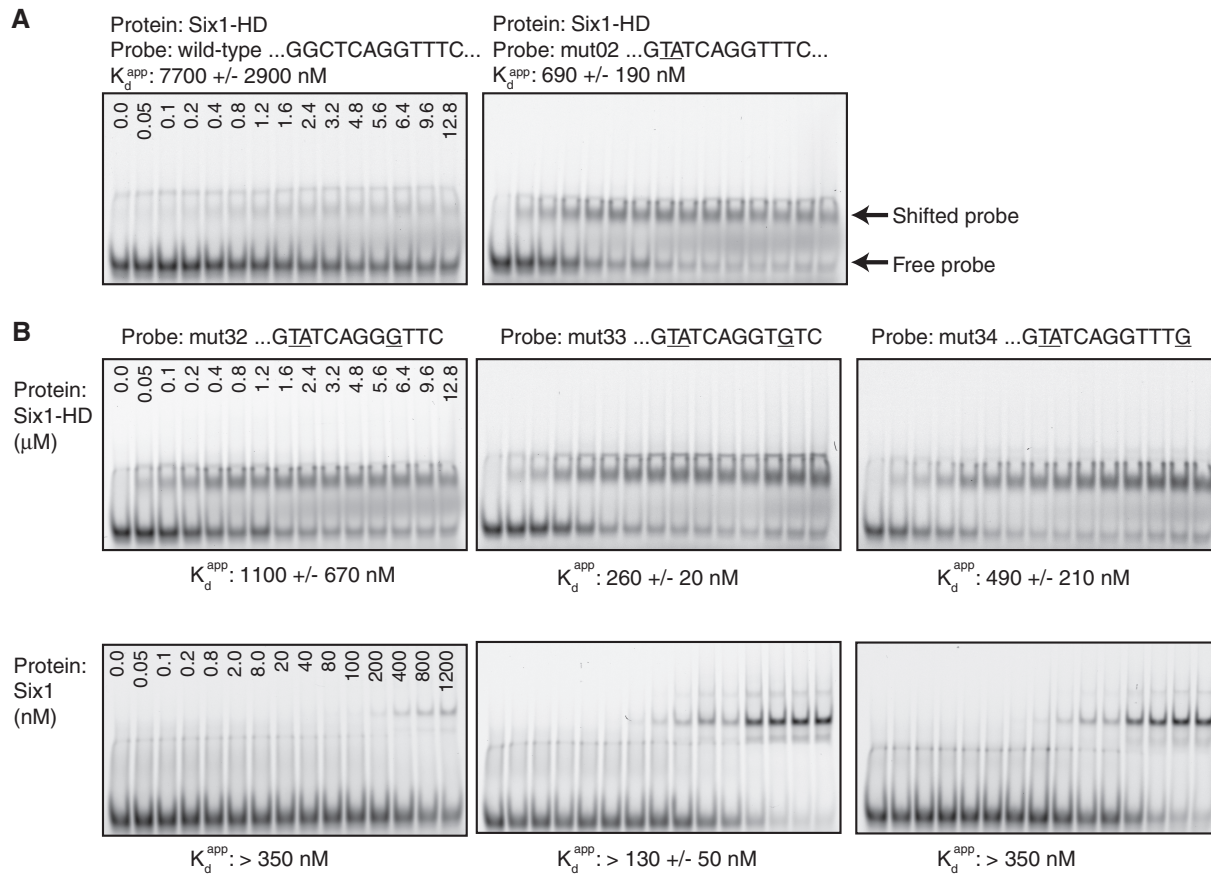 A
Protein: Six1-HD
Probe: wild-type ...GGCTCAGGTTTC...
K_d^app: 7700 +/- 2900 nM
0.0 0.05 0.1 0.2 0.4 0.8 1.2 1.6 2.4 3.2 4.8 5.6 6.4 9.6 12.8
Protein: Six1-HD
Probe: mut02 ...GTATCAGGTTTC...
K_d^app: 690 +/- 190 nM
Shifted probe
Free probe
B
Probe: mut32 ...GTATCAGGGTTC
Probe: mut33 ...GTATCAGGTGTC
Probe: mut34 ...GTATCAGGTTTG
Protein:
Six1-HD
(μM)
0.0 0.05 0.1 0.2 0.4 0.8 1.2 1.6 2.4 3.2 4.8 5.6 6.4 9.6 12.8
K_d^app: 1100 +/- 670 nM
K_d^app: 260 +/- 20 nM
K_d^app: 490 +/- 210 nM
Protein:
Six1
(nM)
0.0 0.05 0.1 0.2 0.8 2.0 8.0 20 40 80 100 200 400 800 1200
K_d^app: > 350 nM
K_d^app: > 130 +/- 50 nM
K_d^app: > 350 nM